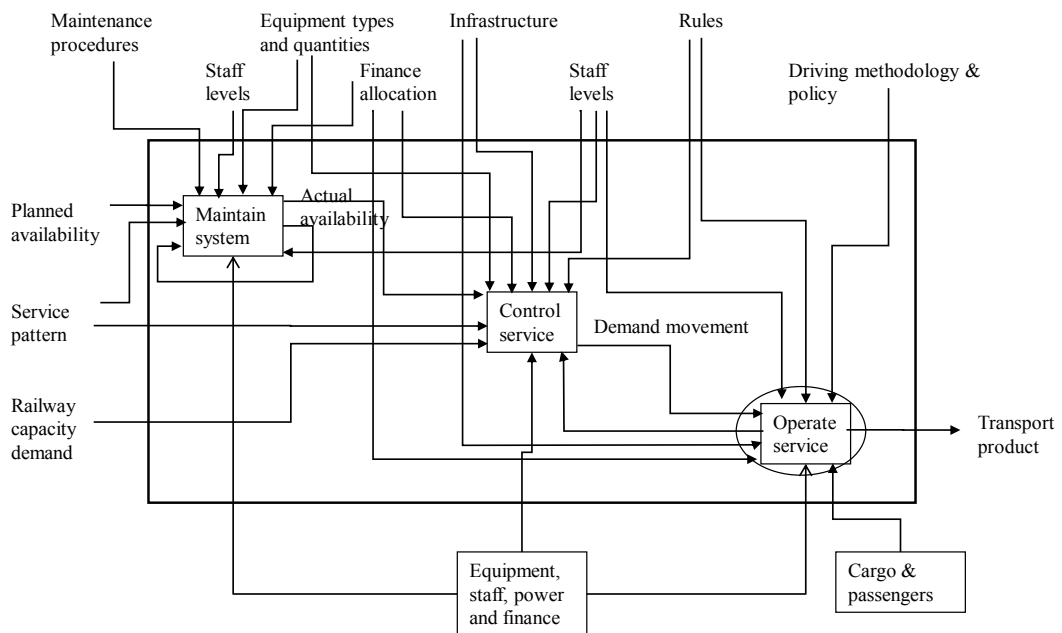 Maintenance
procedures
Equipment types
and quantities
Infrastructure
Rules
Staff
levels
Finance
allocation
Staff
levels
Driving methodology &
policy
Planned
availability
Maintain
system
Actual
availability
Service
pattern
Control
service
Demand movement
Railway
capacity
demand
Operate
service
Transport
product
Equipment,
staff, power
and finance
Cargo &
passengers